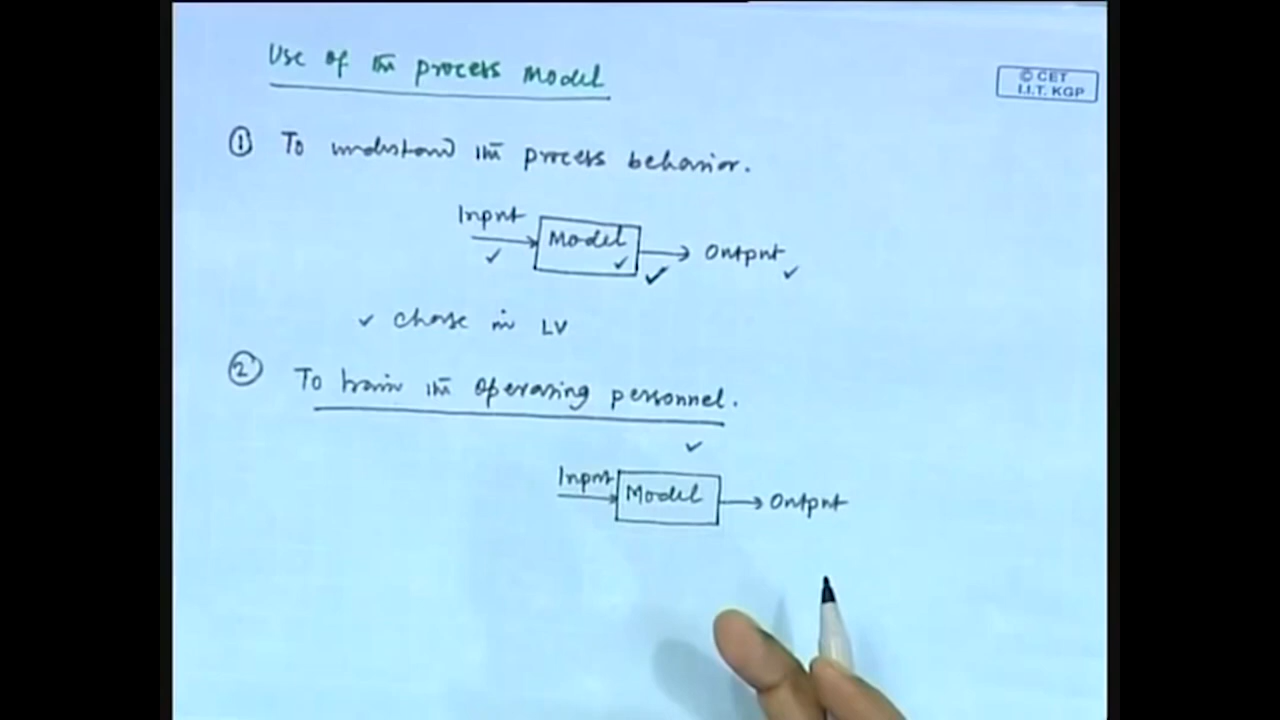 Use of the process Model
© CET
I.I.T. KGP
① To understand the process behavior.
Input
Model
Output
✓ Change in LV
② To train the operating personnel.
Input
Model
Output